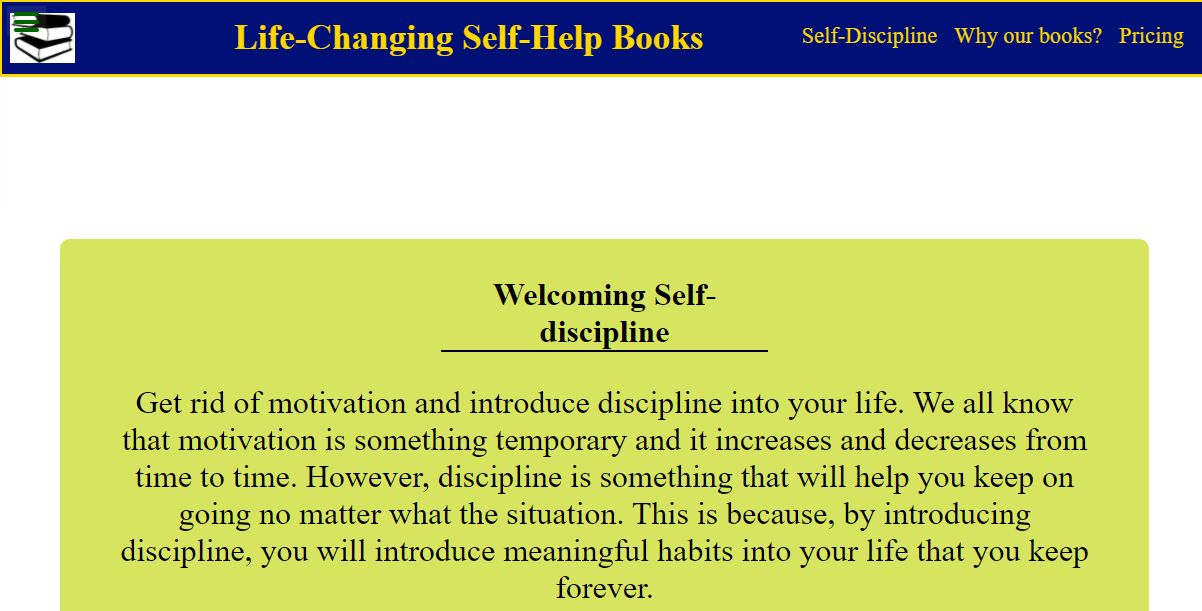 Life-Changing Self-Help Books
Self-Discipline Why our books? Pricing
Welcoming Self-
discipline
Get rid of motivation and introduce discipline into your life. We all know
that motivation is something temporary and it increases and decreases from
time to time. However, discipline is something that will help you keep on
going no matter what the situation. This is because, by introducing
discipline, you will introduce meaningful habits into your life that you keep
forever.